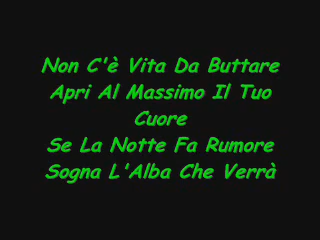 Non C'è Vita Da Buttare
Apri Al Massimo Il Tuo
Cuore
Se La Notte Fa Rumore
Sogna L'Alba Che Verrà